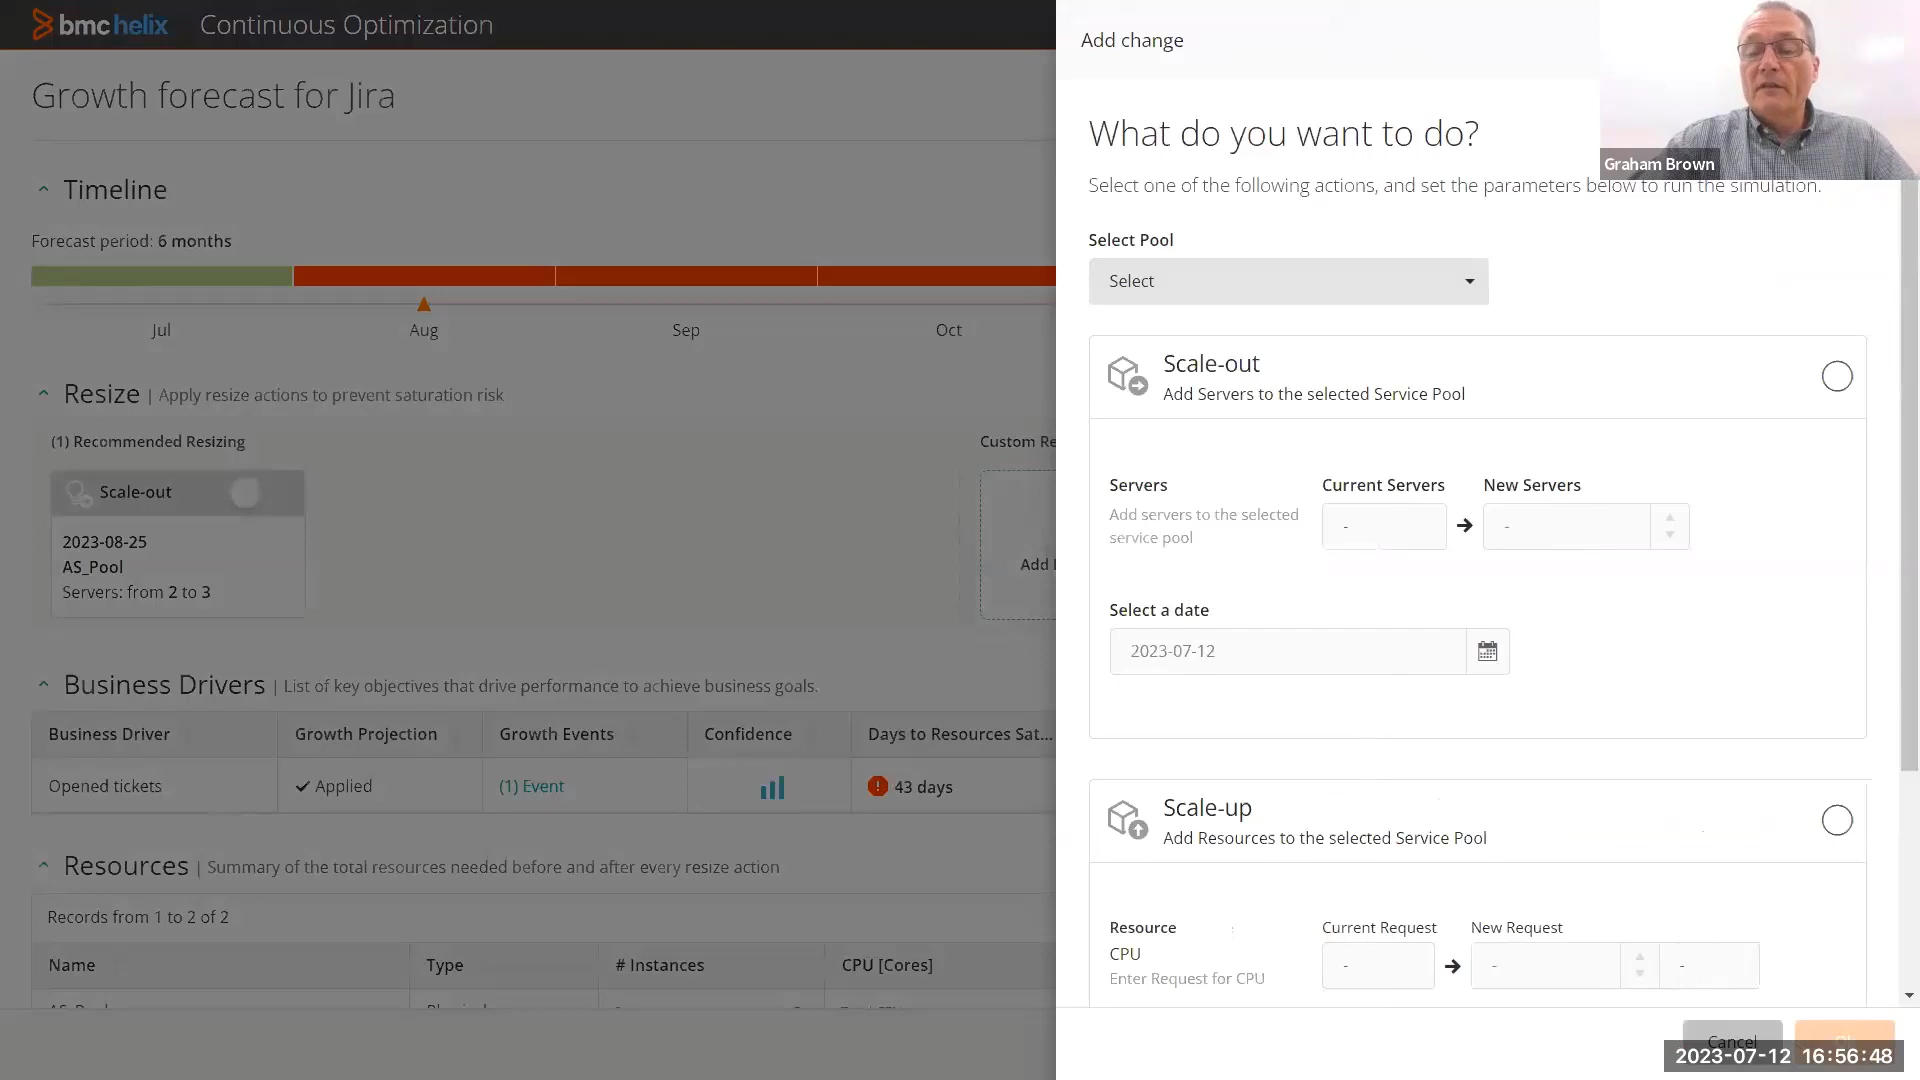 bmc helix Continuous Optimization
Growth forecast for Jira
Timeline
Forecast period: 6 months
Jul Aug Sep Oct
Resize | Apply resize actions to prevent saturation risk
(1) Recommended Resizing
Custom Re
Scale-out
2023-08-25
AS_Pool
Servers: from 2 to 3
Add
Business Drivers | List of key objectives that drive performance to achieve business goals.
Business Driver Growth Projection Growth Events Confidence Days to Resources Sat...
Opened tickets Applied (1) Event 43 days
Resources | Summary of the total resources needed before and after every resize action
Records from 1 to 2 of 2
Name Type # Instances CPU [Cores]
Add change
Graham Brown
What do you want to do?
Select one of the following actions, and set the parameters below to run the simulation.
Select Pool
Select
Scale-out
Add Servers to the selected Service Pool
Servers Current Servers New Servers
Add servers to the selected
service pool
- -
Select a date
2023-07-12
Scale-up
Add Resources to the selected Service Pool
Resource Current Request New Request
CPU
Enter Request for CPU
- - -
Cancel
2023-07-12 16:56:48